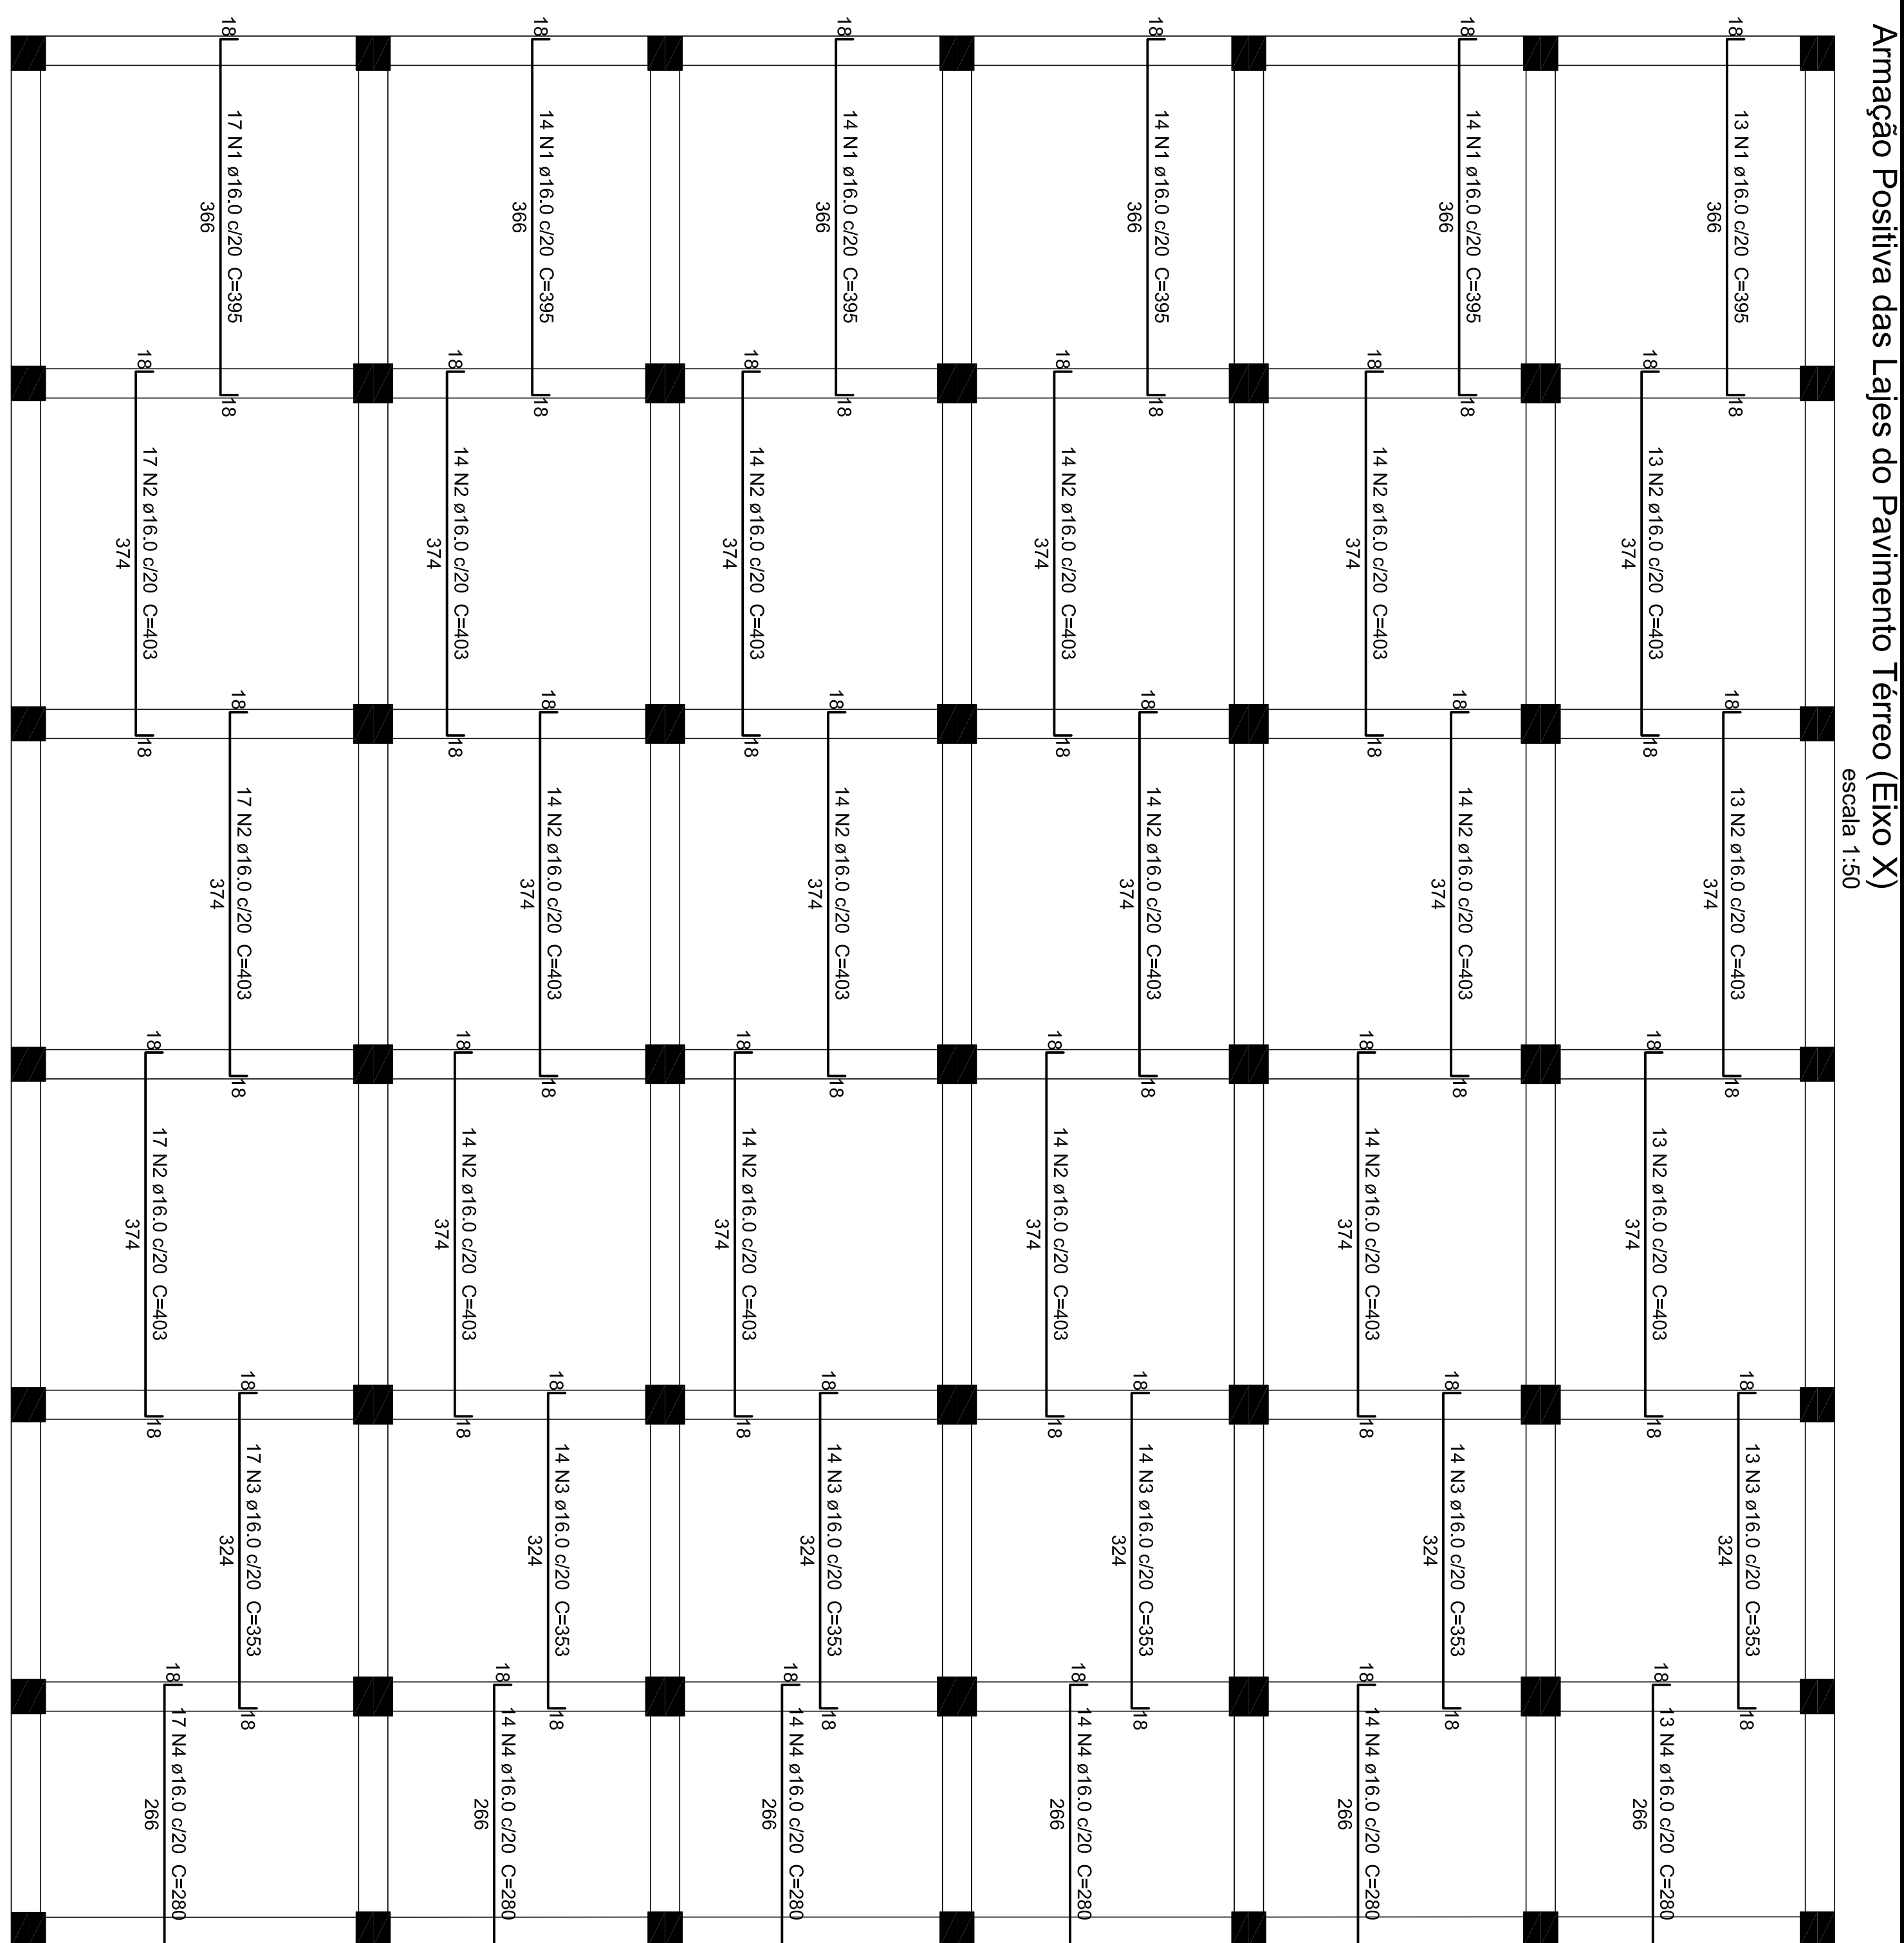 Armação Positiva das Lajes do Pavimento Térreo (Eixo X)
escala 1:50
13 N1 ø16.0 c/20 C=395
18
18
366
13 N2 ø16.0 c/20 C=403
18
18
374
13 N2 ø16.0 c/20 C=403
18
18
374
13 N2 ø16.0 c/20 C=403
18
18
374
13 N3 ø16.0 c/20 C=353
18
18
324
13 N4 ø16.0 c/20 C=280
18
266
14 N1 ø16.0 c/20 C=395
18
18
366
14 N2 ø16.0 c/20 C=403
18
18
374
14 N2 ø16.0 c/20 C=403
18
18
374
14 N2 ø16.0 c/20 C=403
18
18
374
14 N3 ø16.0 c/20 C=353
18
18
324
14 N4 ø16.0 c/20 C=280
18
266
14 N1 ø16.0 c/20 C=395
18
18
366
14 N2 ø16.0 c/20 C=403
18
18
374
14 N2 ø16.0 c/20 C=403
18
18
374
14 N2 ø16.0 c/20 C=403
18
18
374
14 N3 ø16.0 c/20 C=353
18
18
324
14 N4 ø16.0 c/20 C=280
18
266
14 N1 ø16.0 c/20 C=395
18
18
366
14 N2 ø16.0 c/20 C=403
18
18
374
14 N2 ø16.0 c/20 C=403
18
18
374
14 N2 ø16.0 c/20 C=403
18
18
374
14 N3 ø16.0 c/20 C=353
18
18
324
14 N4 ø16.0 c/20 C=280
18
266
14 N1 ø16.0 c/20 C=395
18
18
366
14 N2 ø16.0 c/20 C=403
18
18
374
14 N2 ø16.0 c/20 C=403
18
18
374
14 N2 ø16.0 c/20 C=403
18
18
374
14 N3 ø16.0 c/20 C=353
18
18
324
14 N4 ø16.0 c/20 C=280
18
266
17 N1 ø16.0 c/20 C=395
18
18
366
17 N2 ø16.0 c/20 C=403
18
18
374
17 N2 ø16.0 c/20 C=403
18
18
374
17 N2 ø16.0 c/20 C=403
18
18
374
17 N3 ø16.0 c/20 C=353
18
18
324
17 N4 ø16.0 c/20 C=280
18
266